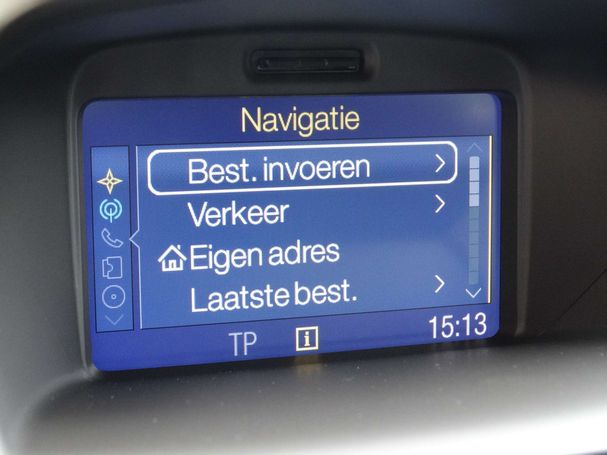 Navigatie
Best. invoeren
Verkeer
Eigen adres
Laatste best.
TP
15:13